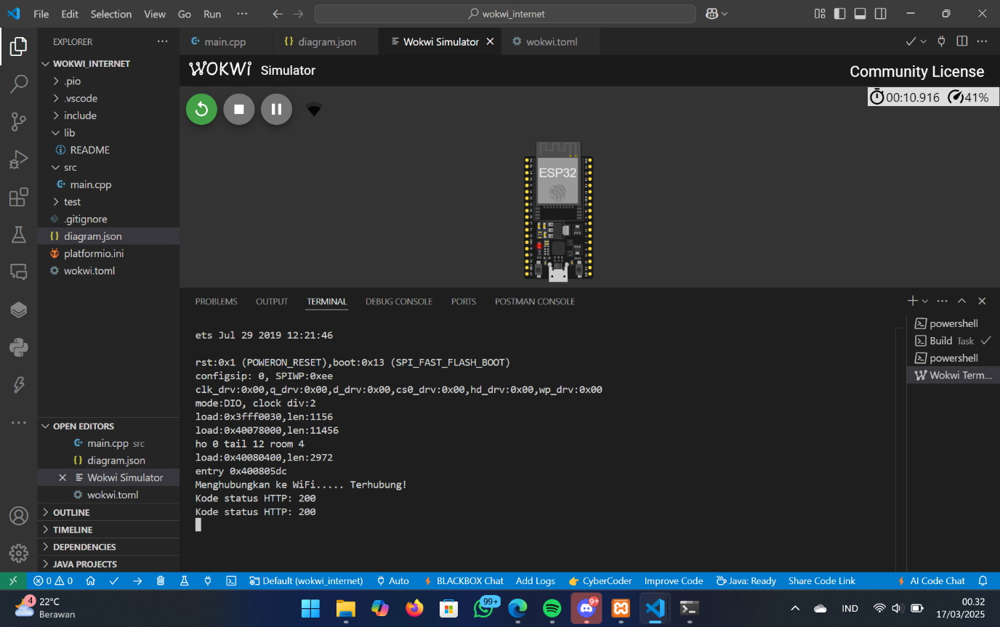 File Edit Selection View Go Run ··· wokwi_internet
EXPLORER ···
WOKWI_INTERNET
.pio
.vscode
include
lib
README
src
main.cpp
test
.gitignore
diagram.json
platformio.ini
wokwi.toml
OPEN EDITORS
main.cpp src
diagram.json
Wokwi Simulator
wokwi.toml
OUTLINE
TIMELINE
DEPENDENCIES
JAVA PROJECTS
main.cpp diagram.json Wokwi Simulator wokwi.toml
WOKWi Simulator Community License
00:10.916 41%
ESP32
PROBLEMS OUTPUT TERMINAL DEBUG CONSOLE PORTS POSTMAN CONSOLE
ets Jul 29 2019 12:21:46
rst:0x1 (POWERON_RESET),boot:0x13 (SPI_FAST_FLASH_BOOT)
configsip: 0, SPIWP:0xee
clk_drv:0x00,q_drv:0x00,d_drv:0x00,cs0_drv:0x00,hd_drv:0x00,wp_drv:0x00
mode:DIO, clock div:2
load:0x3fff0030,len:1156
load:0x40078000,len:11456
ho 0 tail 12 room 4
load:0x40080400,len:2972
entry 0x400805dc
Menghubungkan ke WiFi..... Terhubung!
Kode status HTTP: 200
Kode status HTTP: 200
powershell
Build Task
powershell
Wokwi Term...
0 0 Default (wokwi_internet) Auto BLACKBOX Chat Add Logs CyberCoder Improve Code Java: Ready Share Code Link AI Code Chat
4 22°C
Berawan
99+ 9+
IND
00.32
17/03/2025